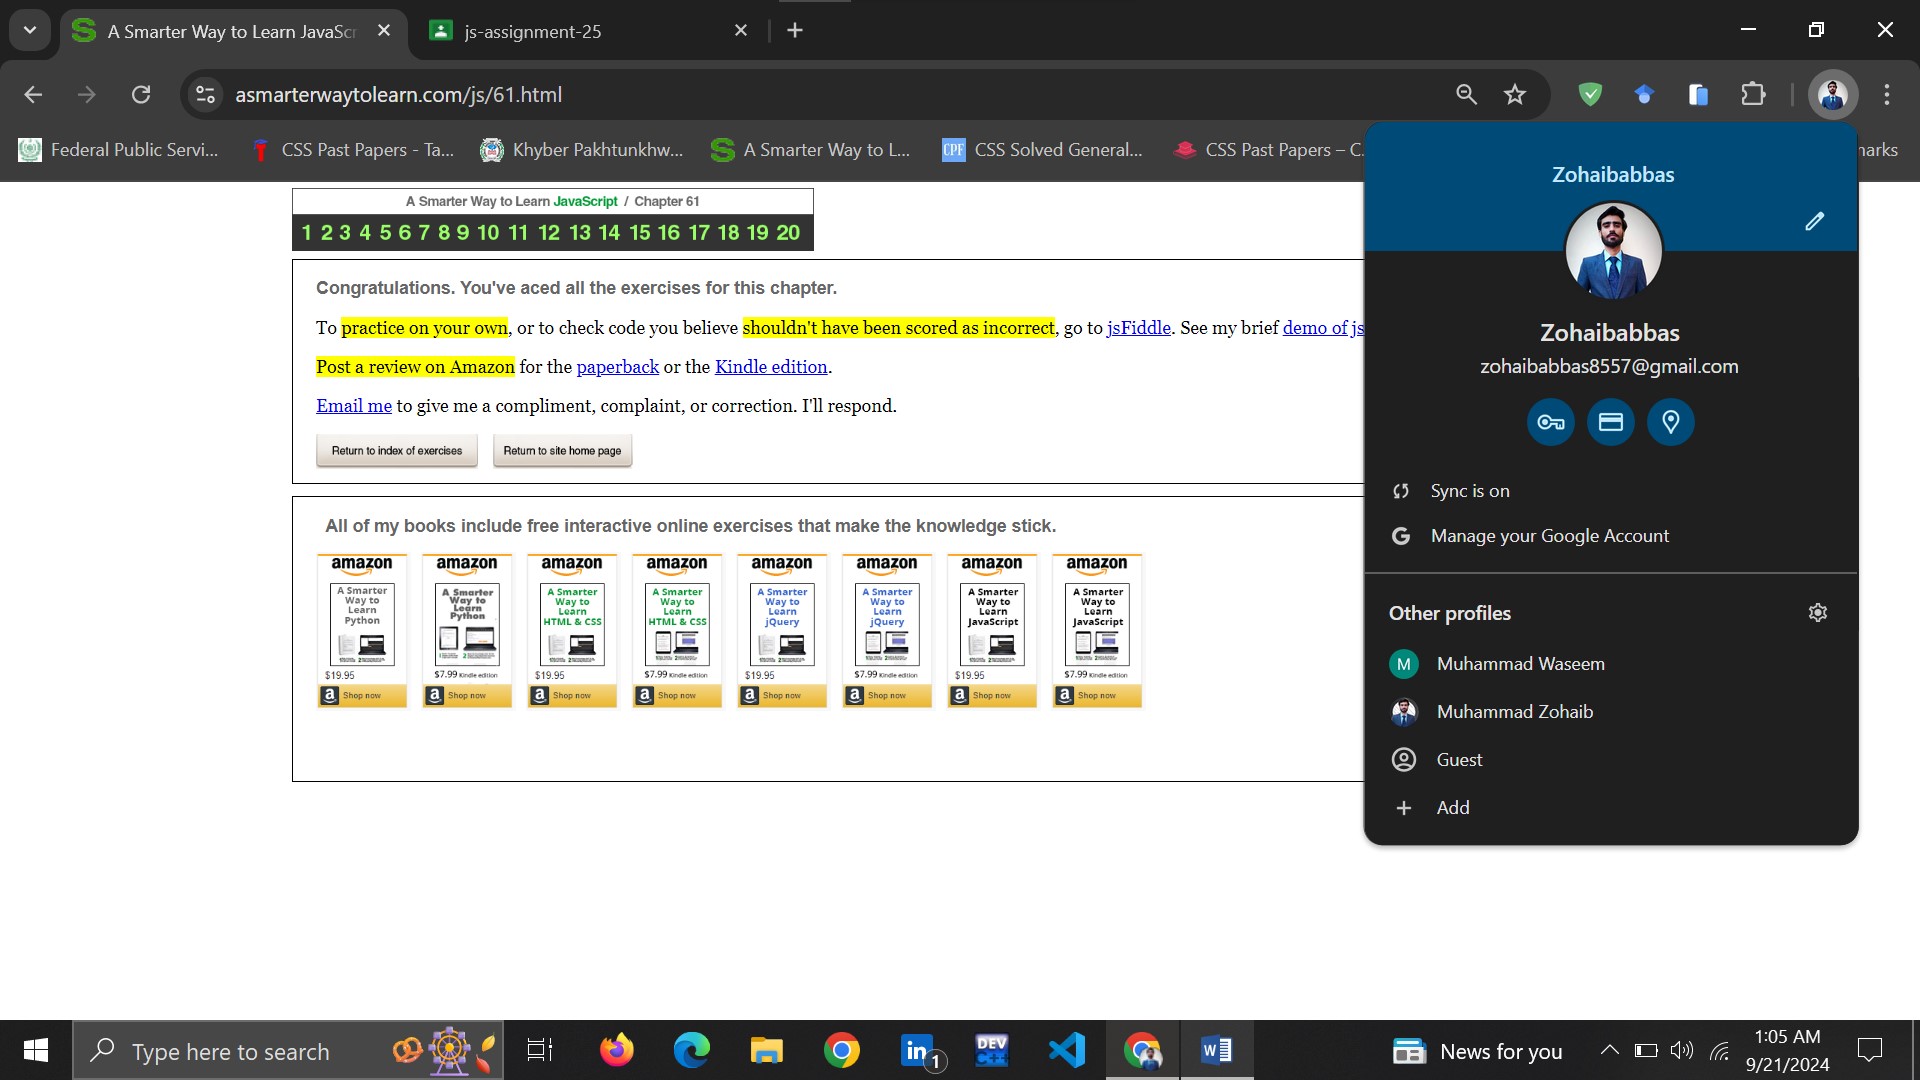 A Smarter Way to Learn JavaScr
js-assignment-25
asmarterwaytolearn.com/js/61.html
Federal Public Servi...
CSS Past Papers - Ta...
Khyber Pakhtunkhw...
A Smarter Way to L...
CPF
CSS Solved General...
CSS Past Papers – C.
narks
A Smarter Way to Learn JavaScript / Chapter 61
1 2 3 4 5 6 7 8 9 10 11 12 13 14 15 16 17 18 19 20
Congratulations. You've aced all the exercises for this chapter.
To practice on your own, or to check code you believe shouldn't have been scored as incorrect, go to jsFiddle. See my brief demo of js
Post a review on Amazon for the paperback or the Kindle edition.
Email me to give me a compliment, complaint, or correction. I'll respond.
Return to index of exercises
Return to site home page
All of my books include free interactive online exercises that make the knowledge stick.
amazon amazon amazon amazon amazon amazon amazon amazon
A Smarter Way to Learn Python
A Smarter Way to Learn Python
A Smarter Way to Learn HTML & CSS
A Smarter Way to Learn HTML & CSS
A Smarter Way to Learn jQuery
A Smarter Way to Learn jQuery
A Smarter Way to Learn JavaScript
A Smarter Way to Learn JavaScript
$19.95 $7.99 Kindle edition $19.95 $7.99 Kindle edition $19.95 $7.99 Kindle edition $19.95 $7.99 Kindle edition
a Shop now a Shop now a Shop now a Shop now a Shop now a Shop now a Shop now a Shop now
Zohaibabbas
Zohaibabbas
zohaibabbas8557@gmail.com
Sync is on
G Manage your Google Account
Other profiles
M Muhammad Waseem
Muhammad Zohaib
Guest
Add
Type here to search
in 1
DEV C++
W
News for you
1:05 AM
9/21/2024